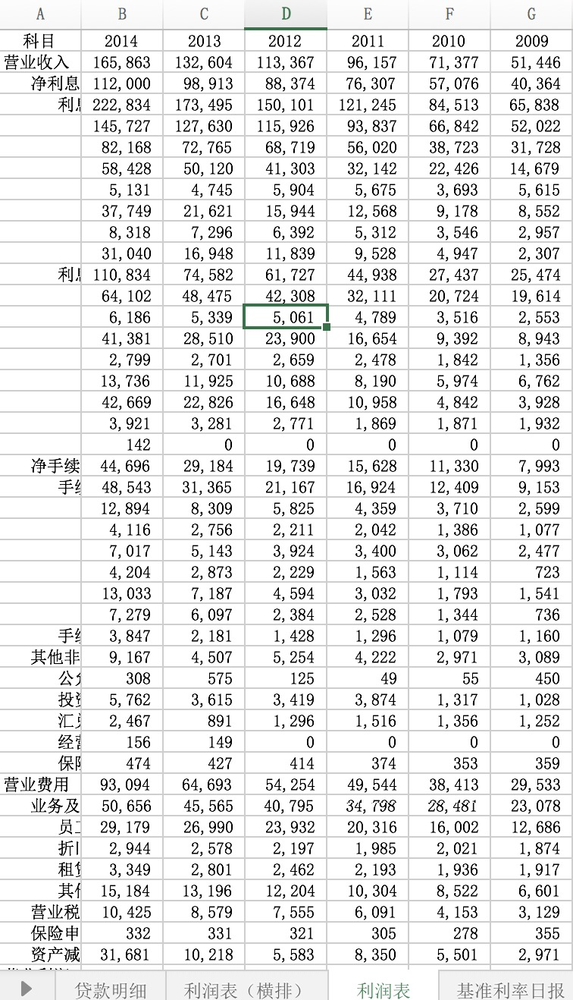 A B C D E F G
科目 2014 2013 2012 2011 2010 2009
营业收入 165,863 132,604 113,367 96,157 71,377 51,446
净利息 112,000 98,913 88,374 76,307 57,076 40,364
利息 222,834 173,495 150,101 121,245 84,513 65,838
145,727 127,630 115,926 93,837 66,842 52,022
82,168 72,765 68,719 56,020 38,723 31,728
58,428 50,120 41,303 32,142 22,426 14,679
5,131 4,745 5,904 5,675 3,693 5,615
37,749 21,621 15,944 12,568 9,178 8,552
8,318 7,296 6,392 5,312 3,546 2,957
31,040 16,948 11,839 9,528 4,947 2,307
利息 110,834 74,582 61,727 44,938 27,437 25,474
64,102 48,475 42,308 32,111 20,724 19,614
6,186 5,339 5,061 4,789 3,516 2,553
41,381 28,510 23,900 16,654 9,392 8,943
2,799 2,701 2,659 2,478 1,842 1,356
13,736 11,925 10,688 8,190 5,974 6,762
42,669 22,826 16,648 10,958 4,842 3,928
3,921 3,281 2,771 1,869 1,871 1,932
142 0 0 0 0 0
净手续 44,696 29,184 19,739 15,628 11,330 7,993
手续 48,543 31,365 21,167 16,924 12,409 9,153
12,894 8,309 5,825 4,359 3,710 2,599
4,116 2,756 2,211 2,042 1,386 1,077
7,017 5,143 3,924 3,400 3,062 2,477
4,204 2,873 2,229 1,563 1,114 723
13,033 7,187 4,594 3,032 1,793 1,541
7,279 6,097 2,384 2,528 1,344 736
手续 3,847 2,181 1,428 1,296 1,079 1,160
其他非 9,167 4,507 5,254 4,222 2,971 3,089
公允 308 575 125 49 55 450
投资 5,762 3,615 3,419 3,874 1,317 1,028
汇兑 2,467 891 1,296 1,516 1,356 1,252
经营 156 149 0 0 0 0
保险 474 427 414 374 353 359
营业费用 93,094 64,693 54,254 49,544 38,413 29,533
业务及 50,656 45,565 40,795 34,798 28,481 23,078
员工 29,179 26,990 23,932 20,316 16,002 12,686
折旧 2,944 2,578 2,197 1,985 2,021 1,874
租赁 3,349 2,801 2,462 2,193 1,936 1,917
其他 15,184 13,196 12,204 10,304 8,522 6,601
营业税 10,425 8,579 7,555 6,091 4,153 3,129
保险申 332 331 321 305 278 355
资产减 31,681 10,218 5,583 8,350 5,501 2,971
贷款明细 利润表（横排） 利润表 基准利率日报